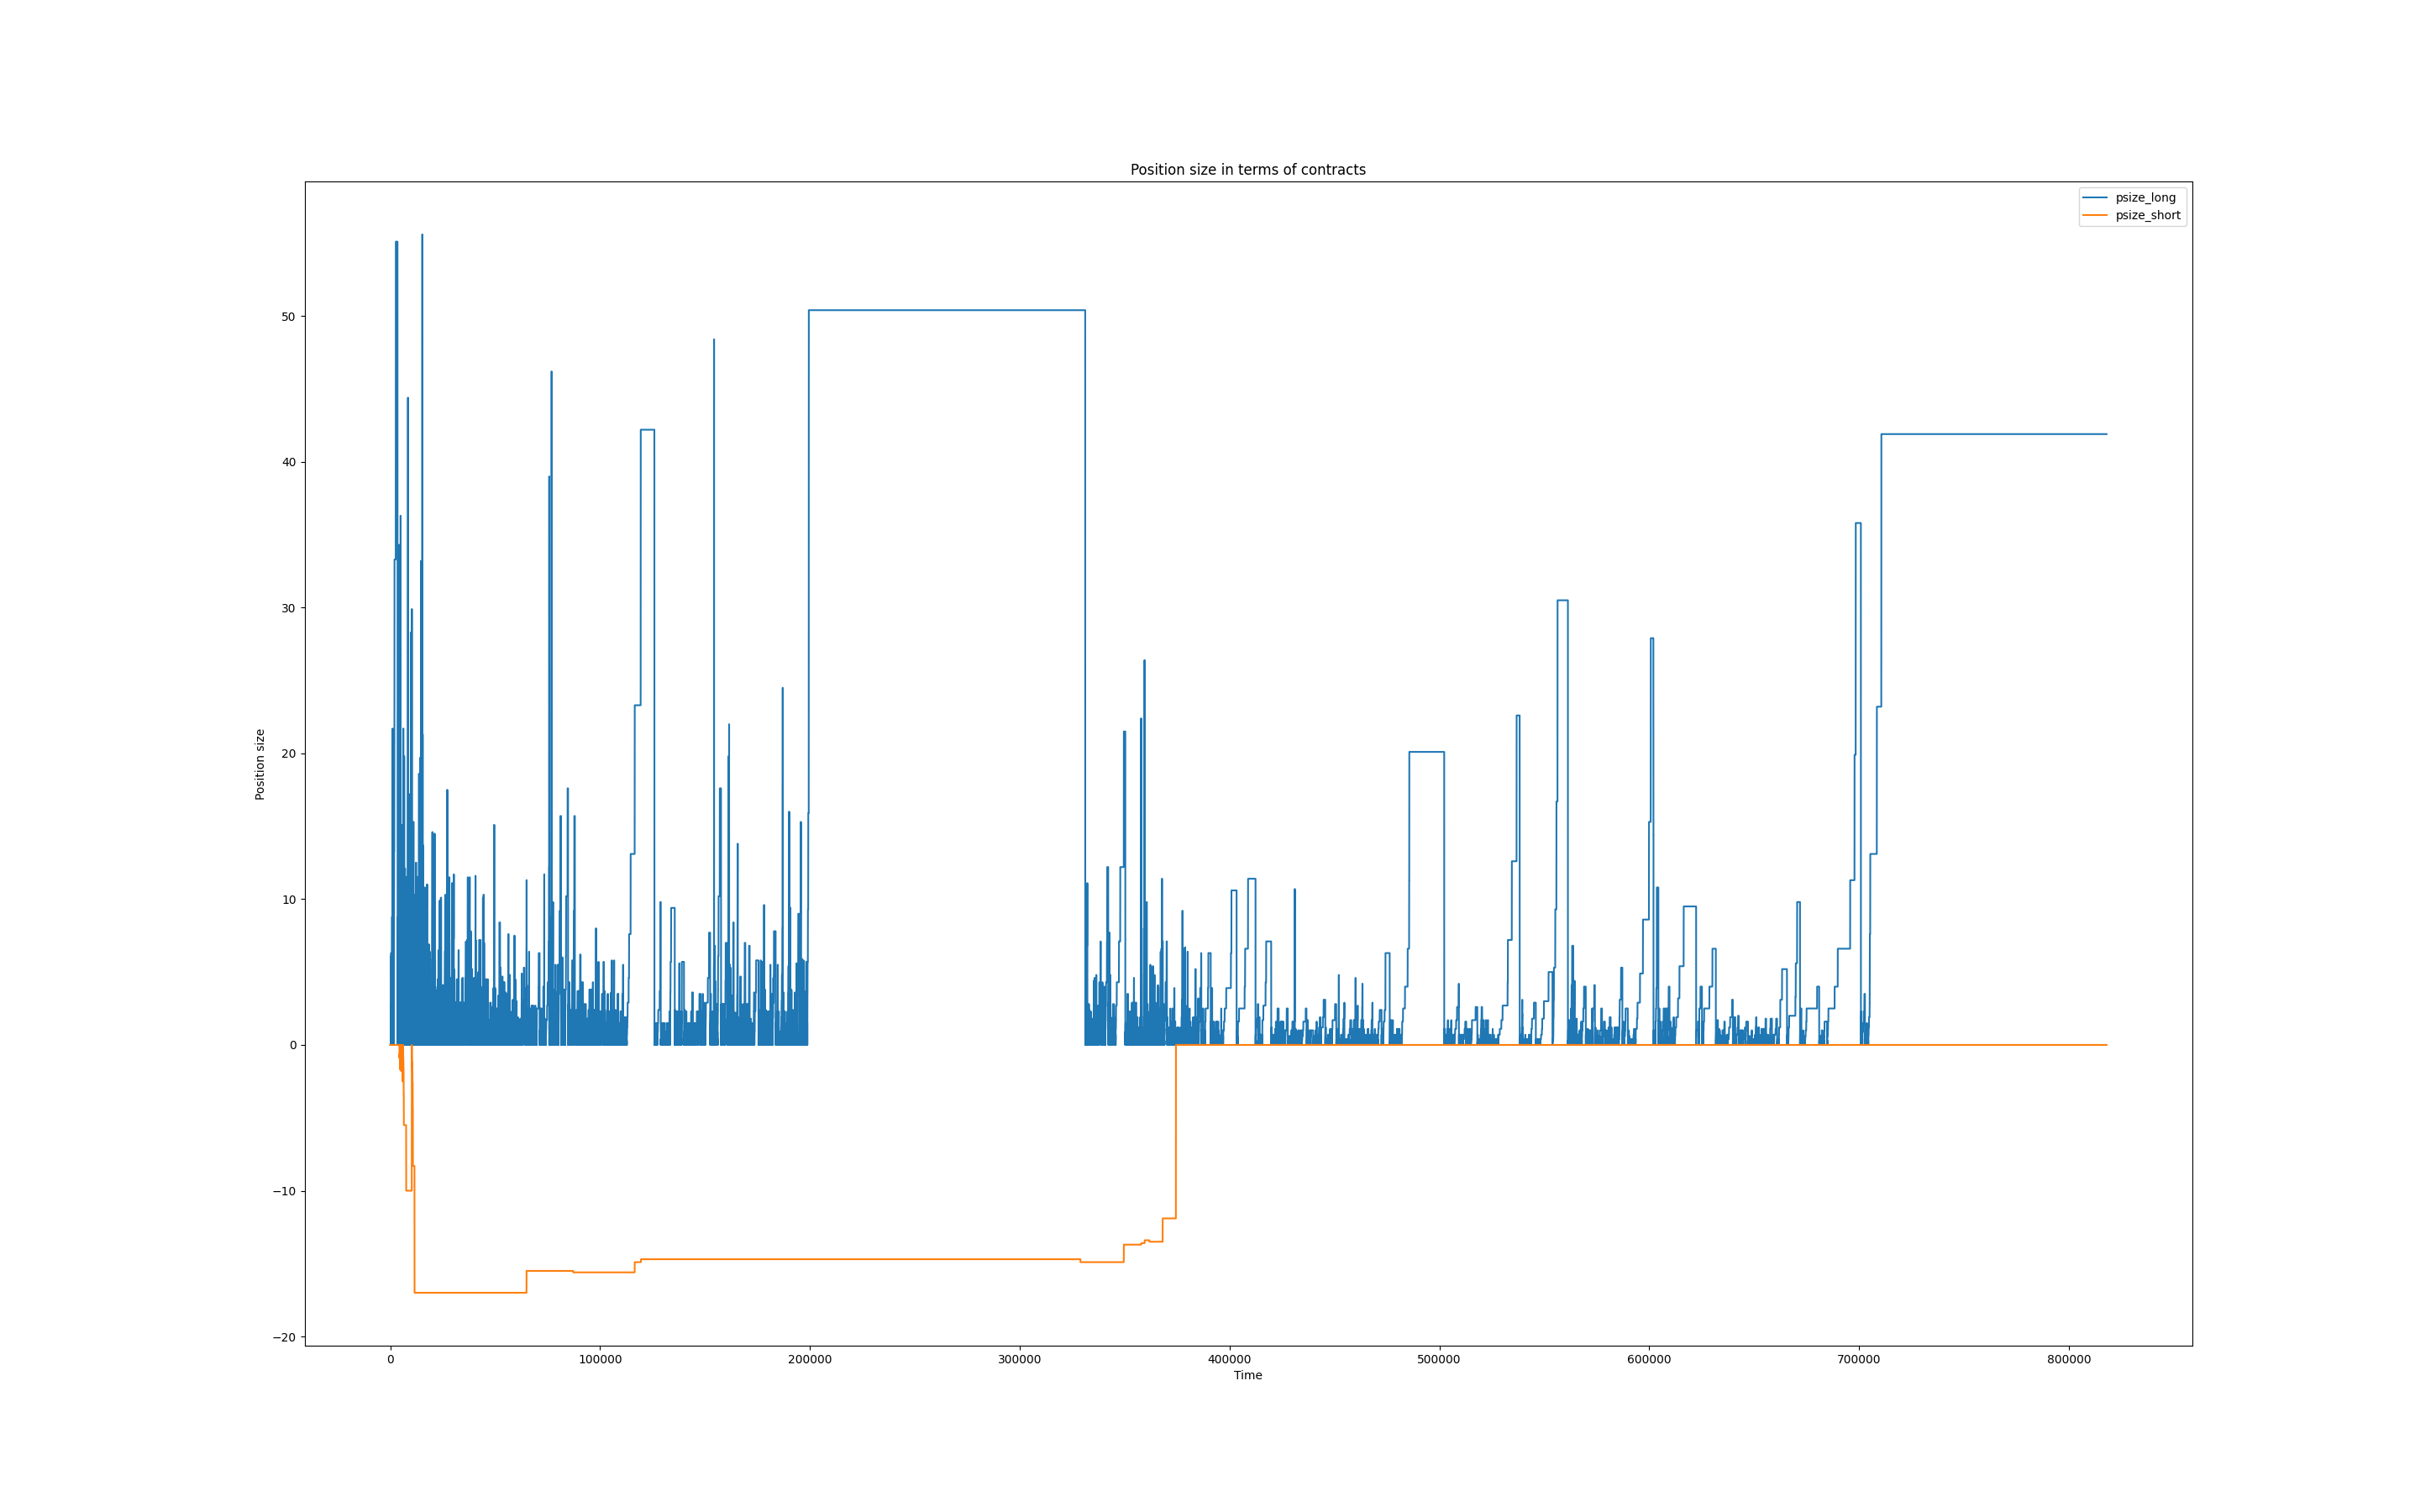 Position size in terms of contracts
psize_long
psize_short
Position size
50
40
30
20
10
0
−10
−20
0 100000 200000 300000 400000 500000 600000 700000 800000
Time